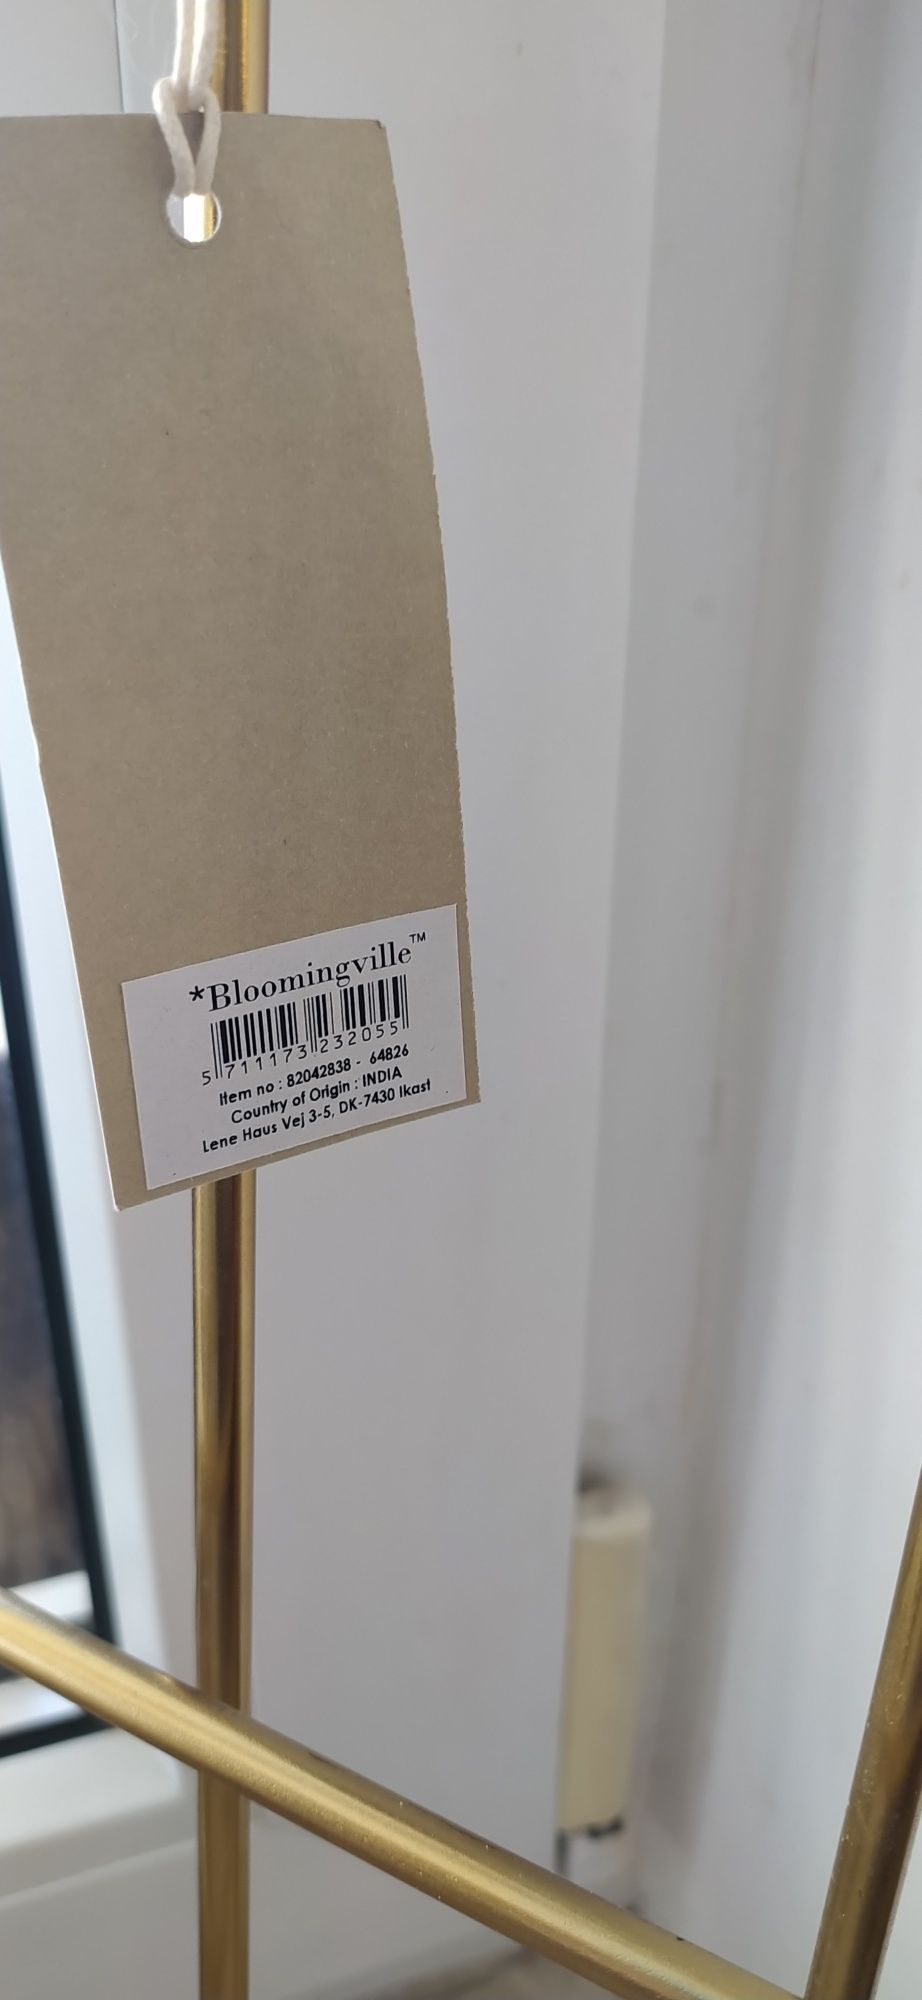 *Bloomingville™
5 711173 232055
Item no : 82042838 - 64826
Country of Origin : INDIA
Lene Haus Vej 3-5, DK-7430 Ikast